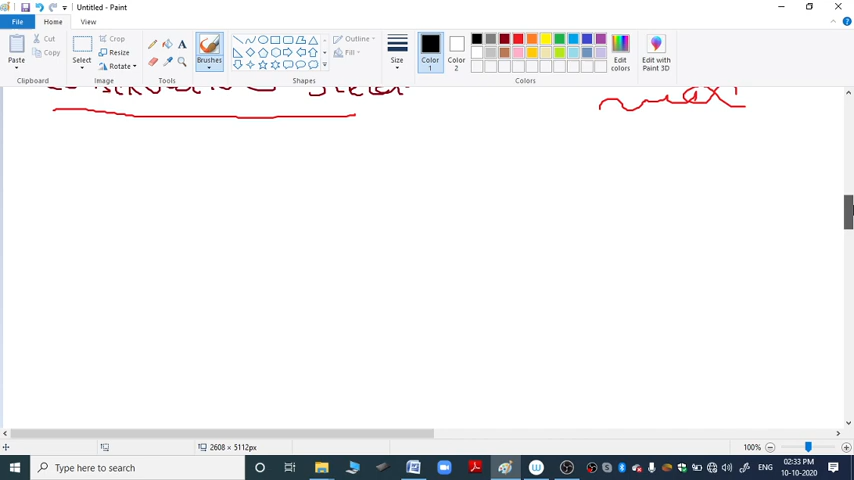 Untitled - Paint
File
Home
View
Paste
Cut
Copy
Clipboard
Select
Crop
Resize
Rotate
Image
A
Tools
Brushes
Outline
Fill
Shapes
Size
Color 1
Color 2
Edit colors
Edit with Paint 3D
Colors
2608 × 5112px
100%
Type here to search
ENG
02:33 PM
10-10-2020